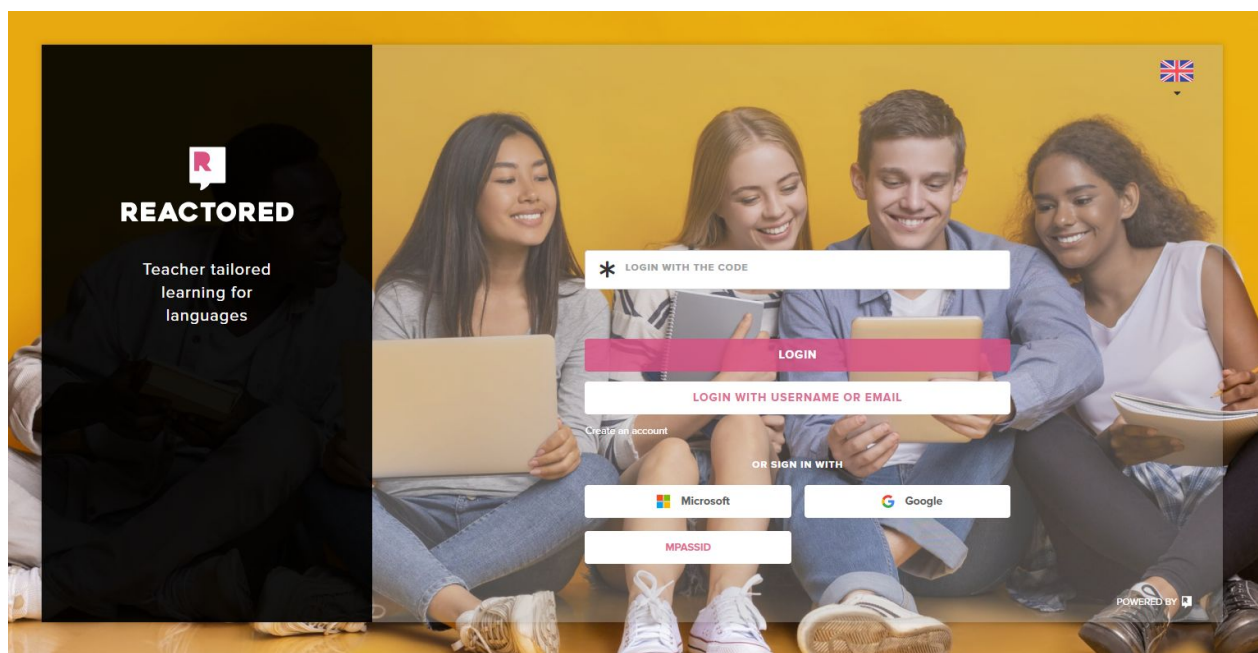 R
REACTORED
Teacher tailored
learning for
languages
LOGIN WITH THE CODE
LOGIN
LOGIN WITH USERNAME OR EMAIL
Create an account
OR SIGN IN WITH
Microsoft
Google
MPASSID
POWERED BY